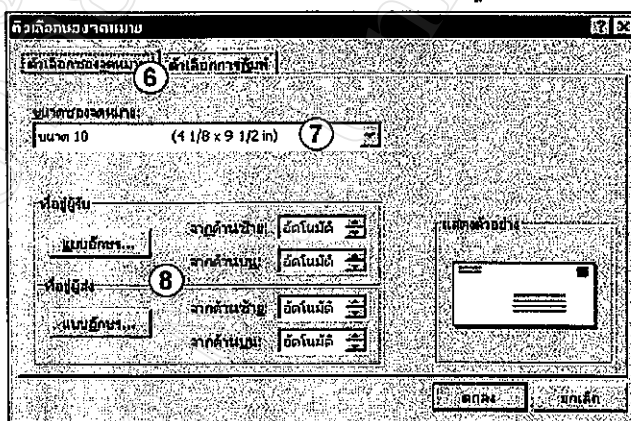 ตัวเลือกซองจดหมาย
ตัวเลือกซองจดหมาย 6 ตัวเลือกการพิมพ์
ขนาดซองจดหมาย:
ขนาด 10 (4 1/8 x 9 1/2 in) 7
ที่อยู่ผู้รับ
แบบอักษร... จากด้านซ้าย: อัตโนมัติ
จากด้านบน: อัตโนมัติ
แสดงตัวอย่าง
ที่อยู่ผู้ส่ง 8
แบบอักษร... จากด้านซ้าย: อัตโนมัติ
จากด้านบน: อัตโนมัติ
ตกลง ยกเลิก